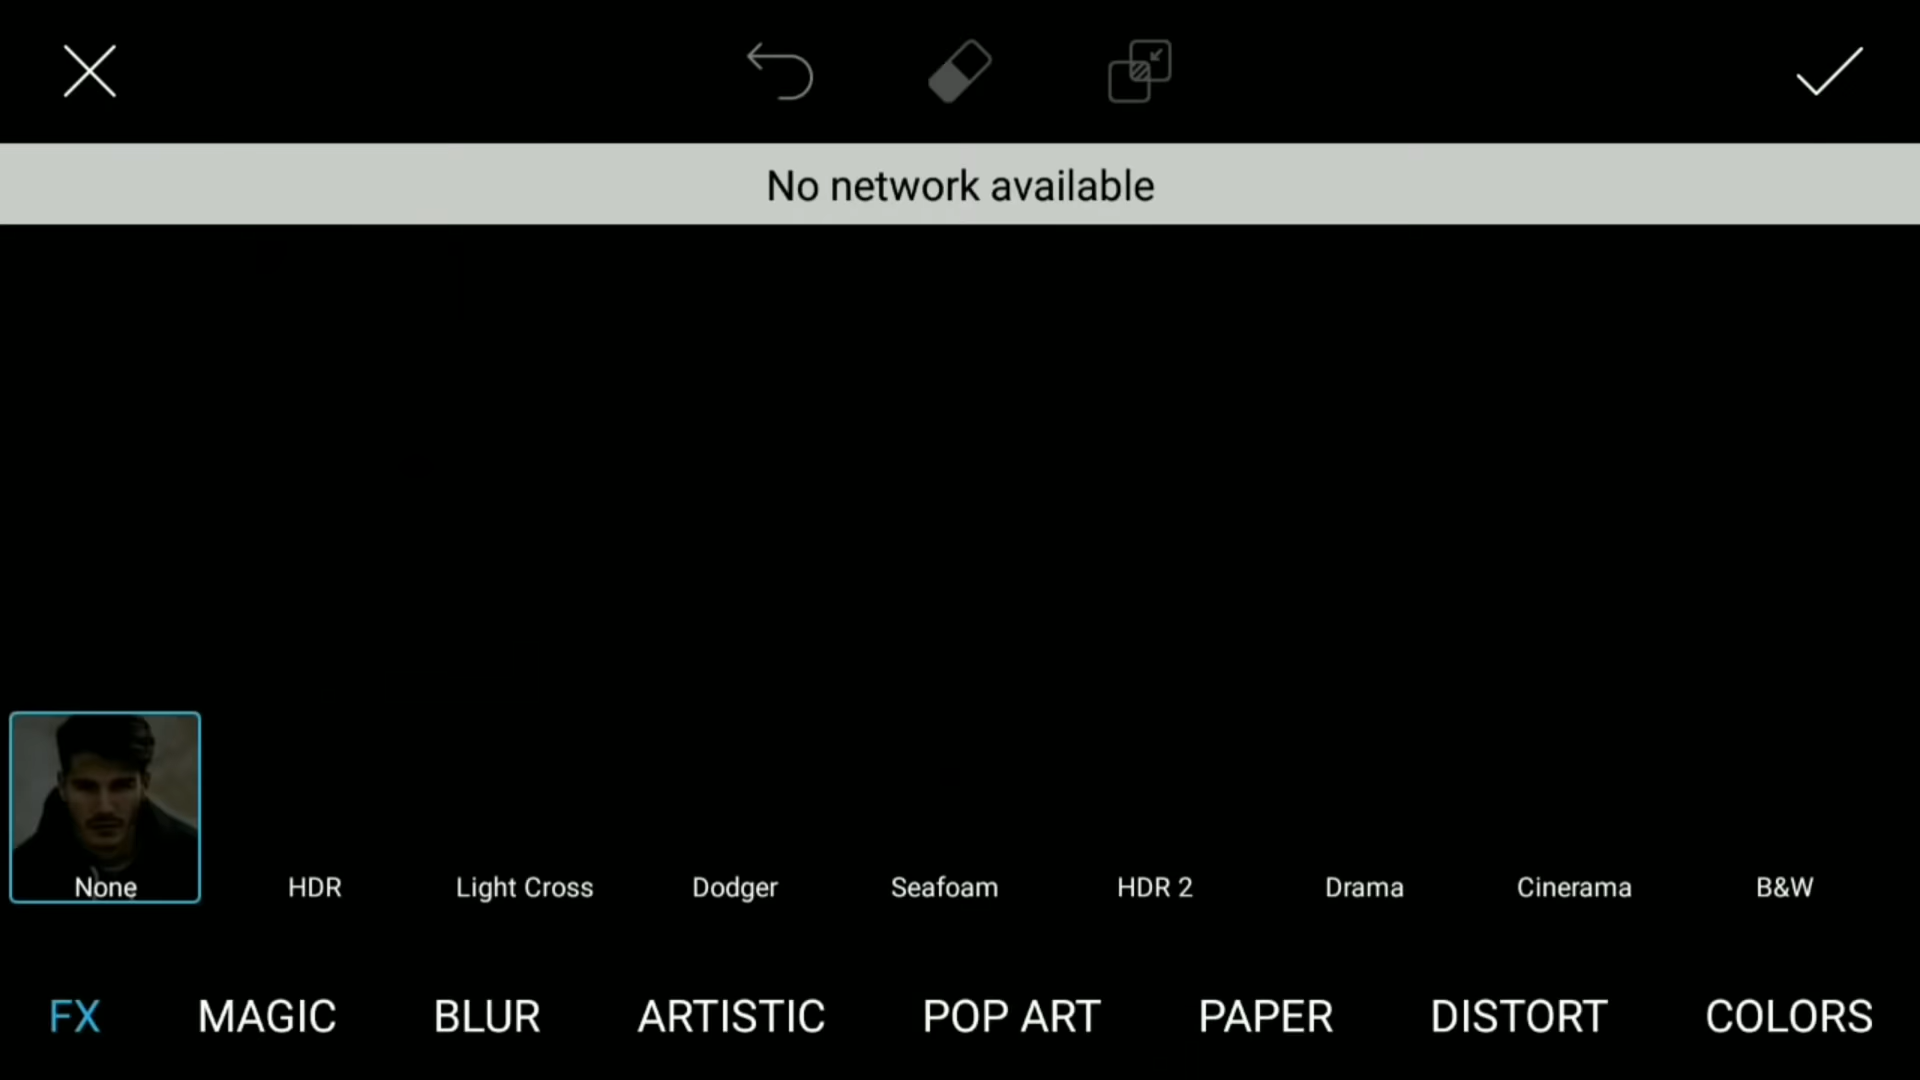 No network available
None HDR Light Cross Dodger Seafoam HDR 2 Drama Cinerama B&W
FX MAGIC BLUR ARTISTIC POP ART PAPER DISTORT COLORS